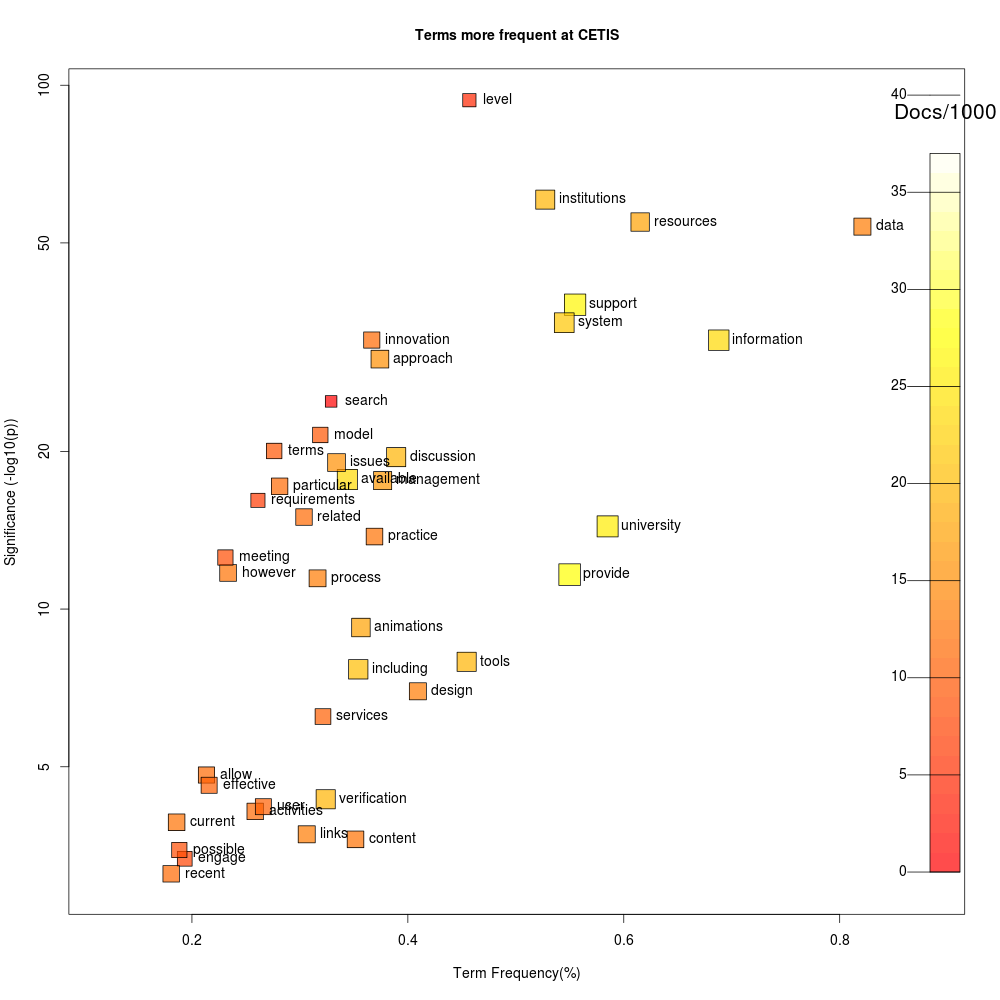 Terms more frequent at CETIS
100
50
20
10
5
Significance (-log10(p))
0.2
0.4
0.6
0.8
Term Frequency(%)
40
Docs/1000
35
30
25
20
15
10
5
0
level
institutions
resources
data
support
system
information
innovation
approach
search
model
terms
issues
discussion
available
management
particular
requirements
related
university
practice
meeting
however
process
provide
animations
tools
including
design
services
allow
effective
verification
user
activities
current
links
content
possible
engage
recent